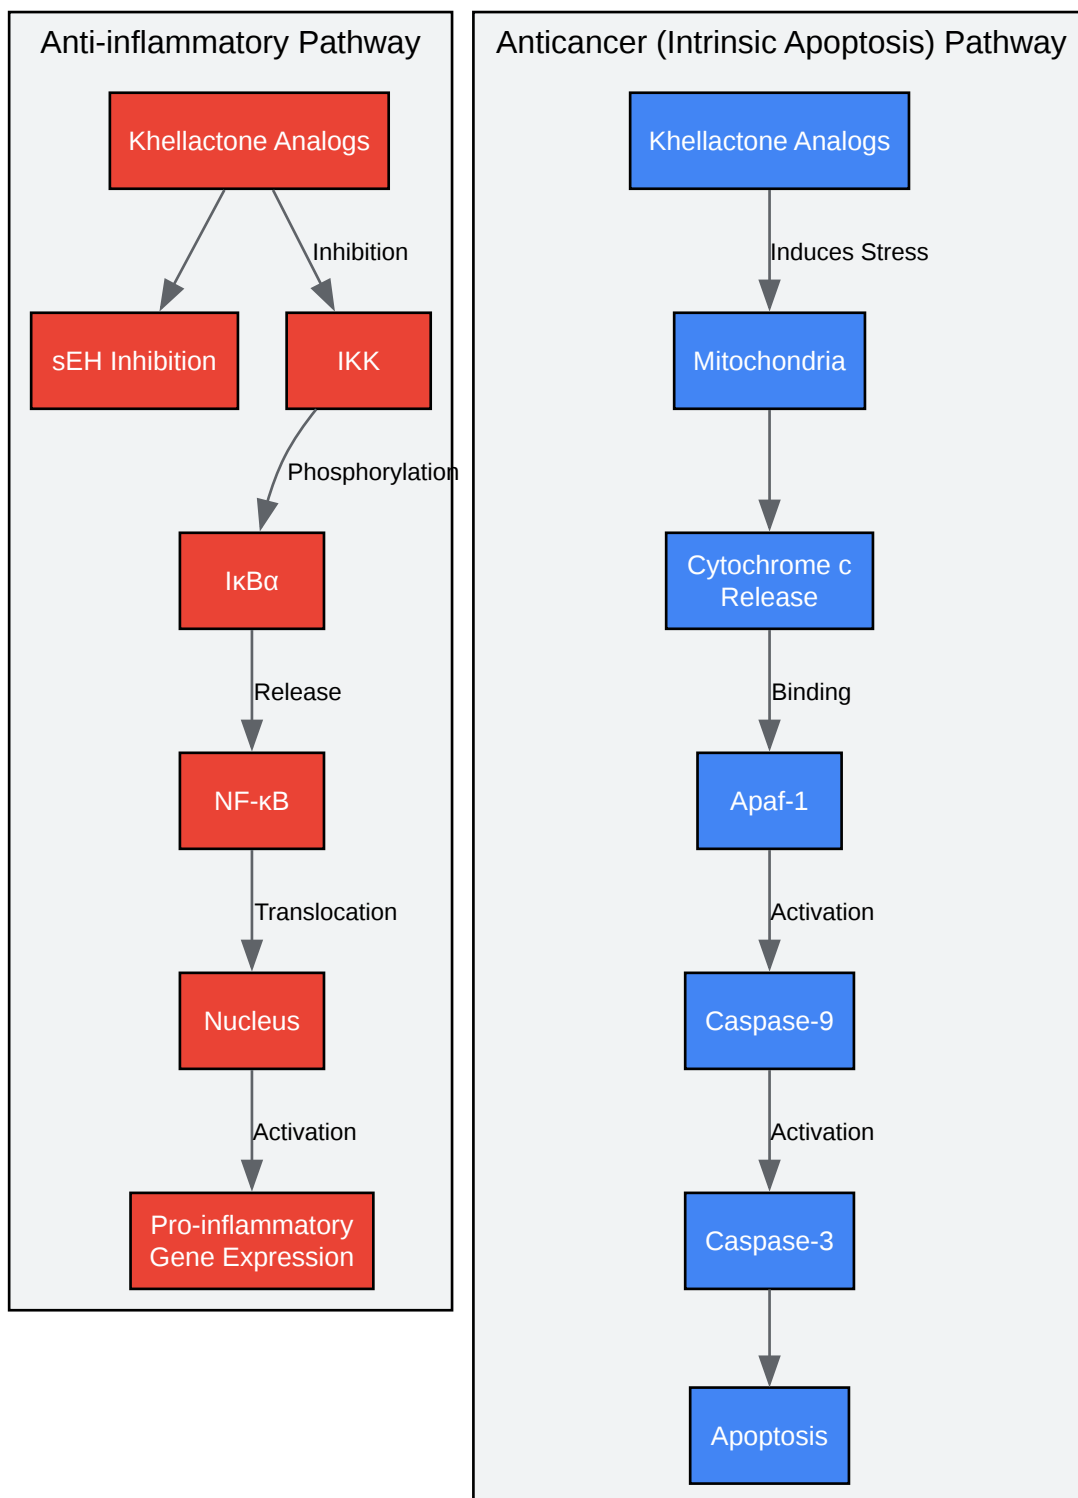 Anti-inflammatory Pathway
Khellactone Analogs
Inhibition
sEH Inhibition
IKK
Phosphorylation
IκBα
Release
NF-κB
Translocation
Nucleus
Activation
Pro-inflammatory
Gene Expression
Anticancer (Intrinsic Apoptosis) Pathway
Khellactone Analogs
Induces Stress
Mitochondria
Cytochrome c
Release
Binding
Apaf-1
Activation
Caspase-9
Activation
Caspase-3
Apoptosis